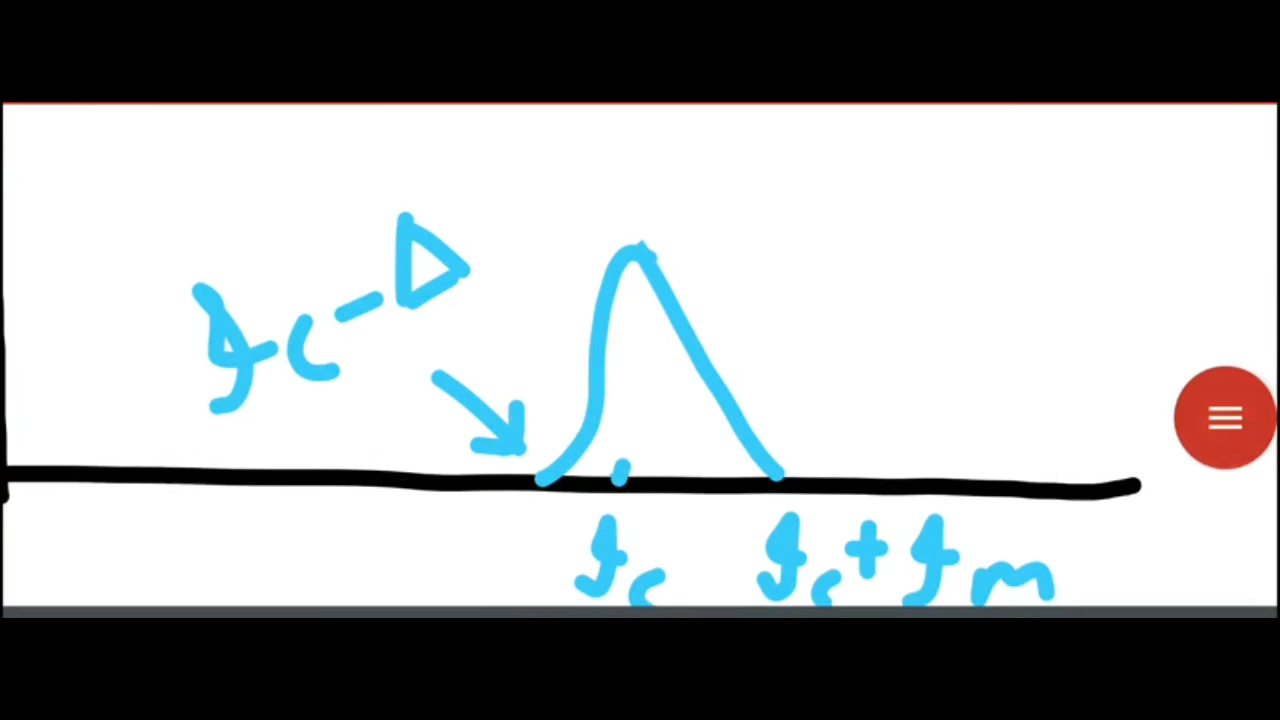 fc - Δ
fc
fc + fm